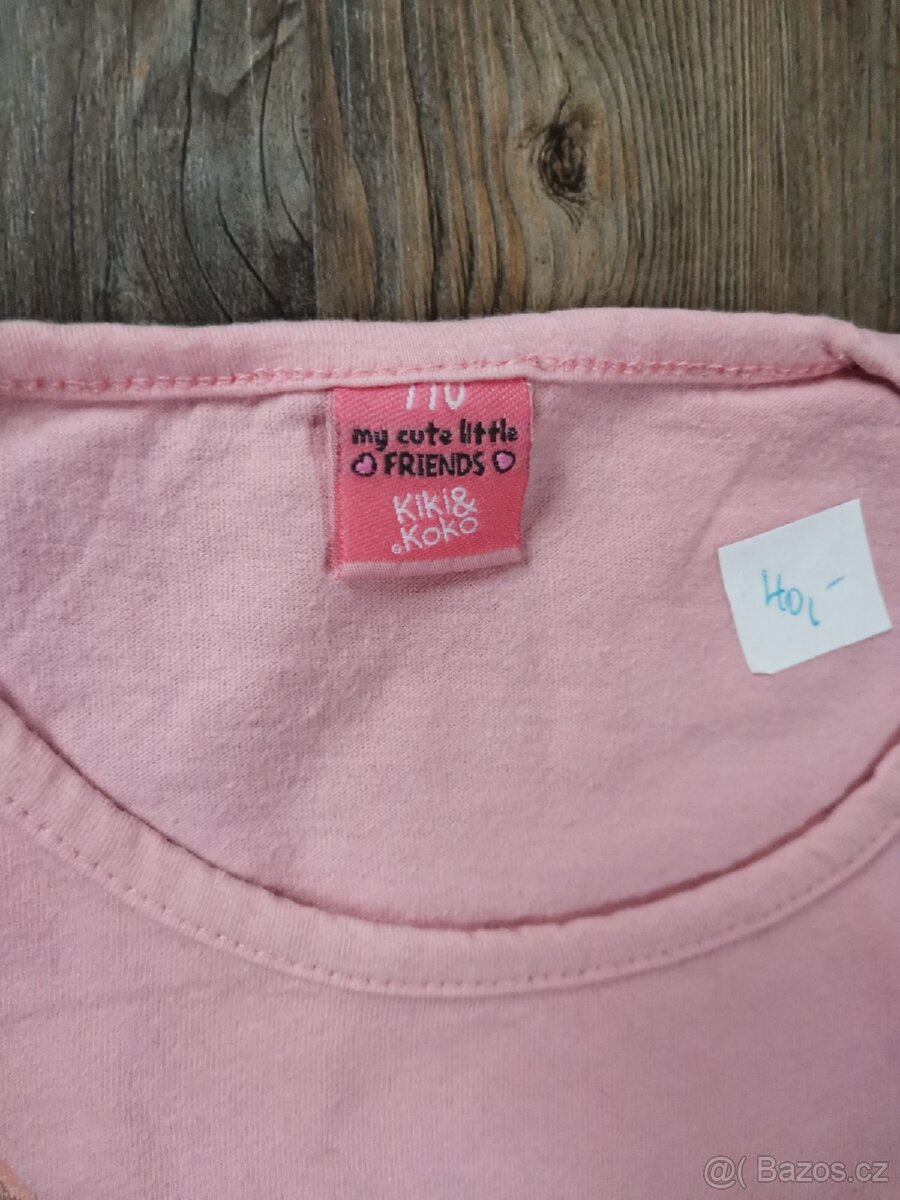 110
my cute little
FRIENDS
Kiki&
©Koko
40,-
@( Bazos.cz